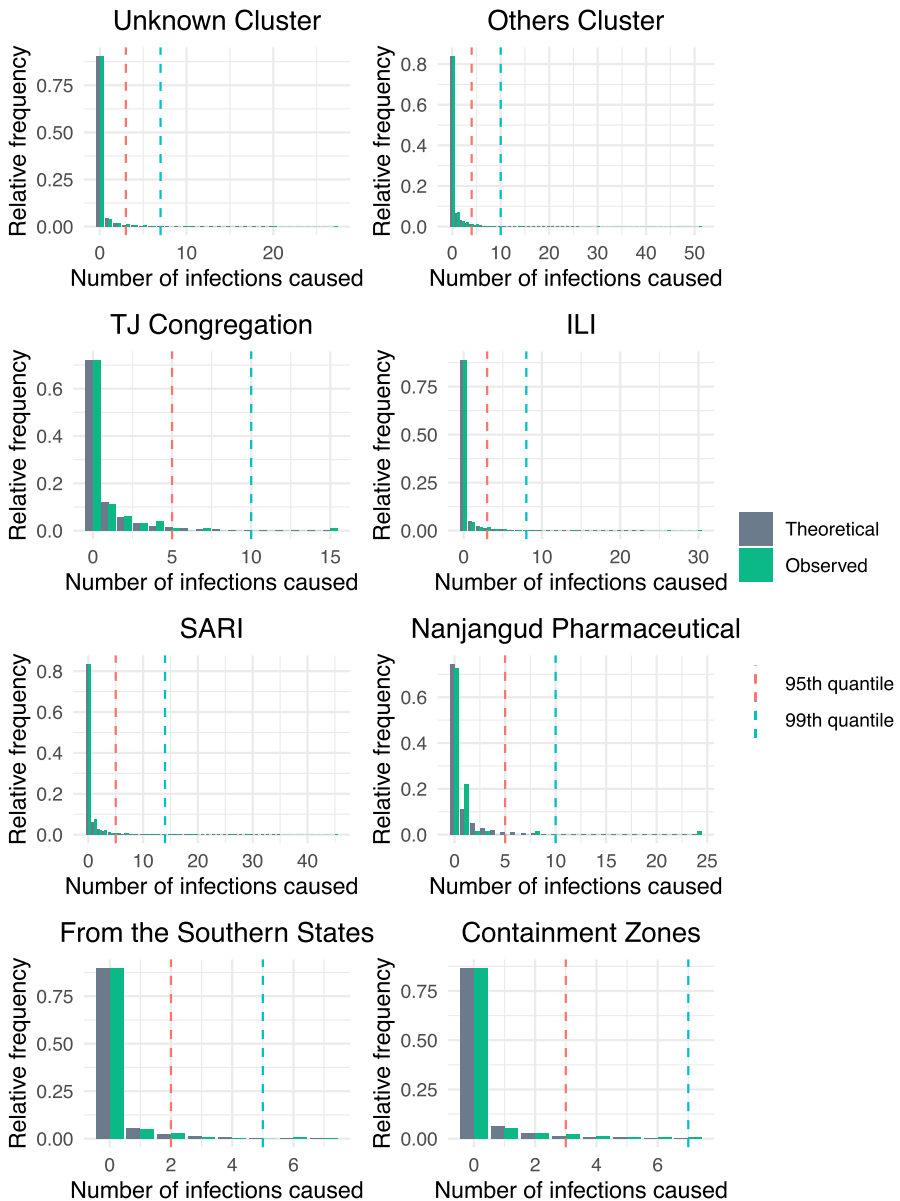 Unknown Cluster
Relative frequency
0.75
0.50
0.25
0.00
0 10 20
Number of infections caused
Others Cluster
Relative frequency
0.8
0.6
0.4
0.2
0.0
0 10 20 30 40 50
Number of infections caused
TJ Congregation
Relative frequency
0.6
0.4
0.2
0.0
0 5 10 15
Number of infections caused
ILI
Relative frequency
0.75
0.50
0.25
0.00
0 10 20 30
Number of infections caused
Theoretical
Observed
SARI
Relative frequency
0.8
0.6
0.4
0.2
0.0
0 10 20 30 40
Number of infections caused
Nanjangud Pharmaceutical
Relative frequency
0.6
0.4
0.2
0.0
0 5 10 15 20 25
Number of infections caused
95th quantile
99th quantile
From the Southern States
Relative frequency
0.75
0.50
0.25
0.00
0 2 4 6
Number of infections caused
Containment Zones
Relative frequency
0.75
0.50
0.25
0.00
0 2 4 6
Number of infections caused